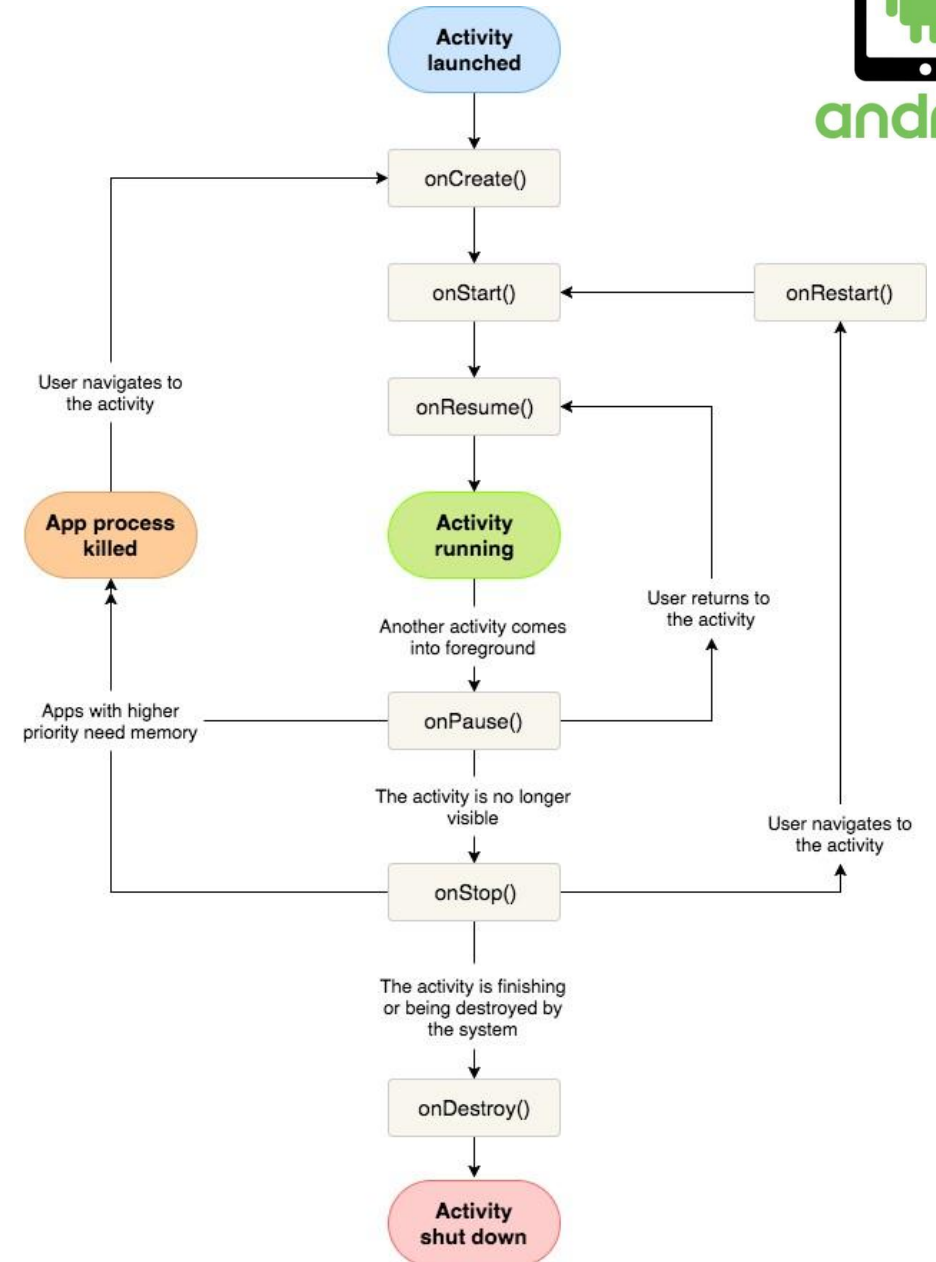 Activity
launched
andr
onCreate()
onStart()
onRestart()
User navigates to
the activity
onResume()
App process
killed
Activity
running
User returns to
the activity
Another activity comes
into foreground
Apps with higher
priority need memory
onPause()
The activity is no longer
visible
User navigates to
the activity
onStop()
The activity is finishing
or being destroyed by
the system
onDestroy()
Activity
shut down